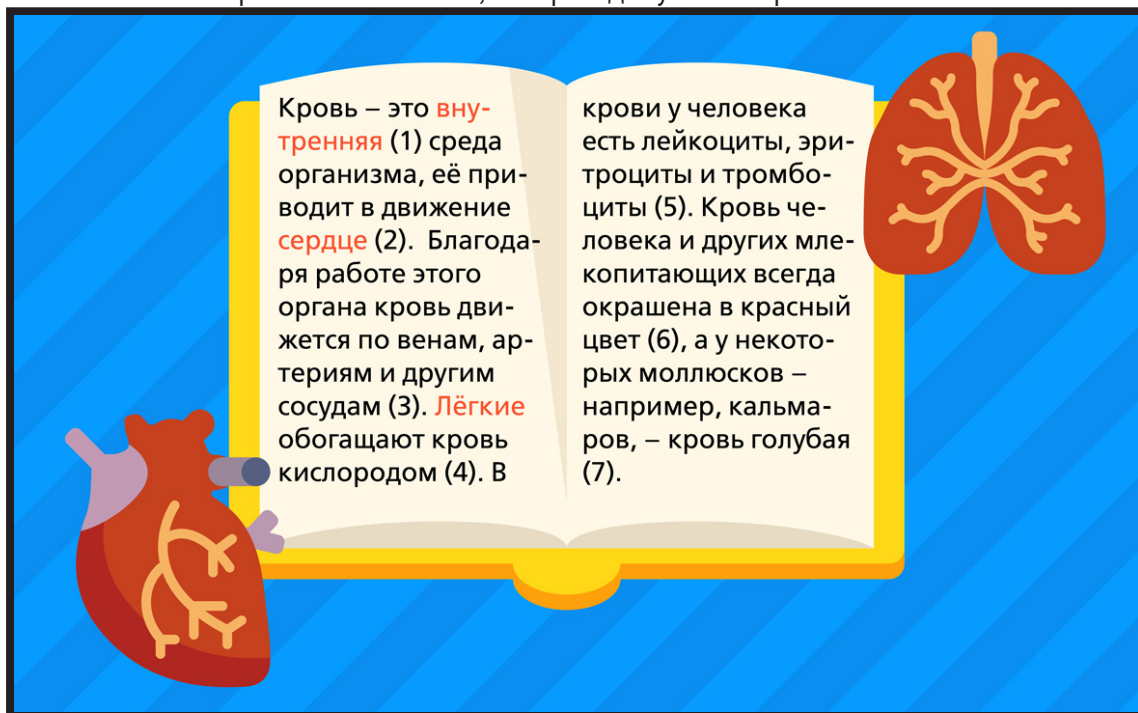 Кровь – это вну-
тренняя (1) среда
организма, её при-
водит в движение
сердце (2). Благода-
ря работе этого
органа кровь дви-
жется по венам, ар-
териям и другим
сосудам (3). Лёгкие
обогащают кровь
кислородом (4). В
крови у человека
есть лейкоциты, эри-
троциты и тромбо-
циты (5). Кровь че-
ловека и других мле-
копитающих всегда
окрашена в красный
цвет (6), а у некото-
рых моллюсков –
например, кальма-
ров, – кровь голубая
(7).